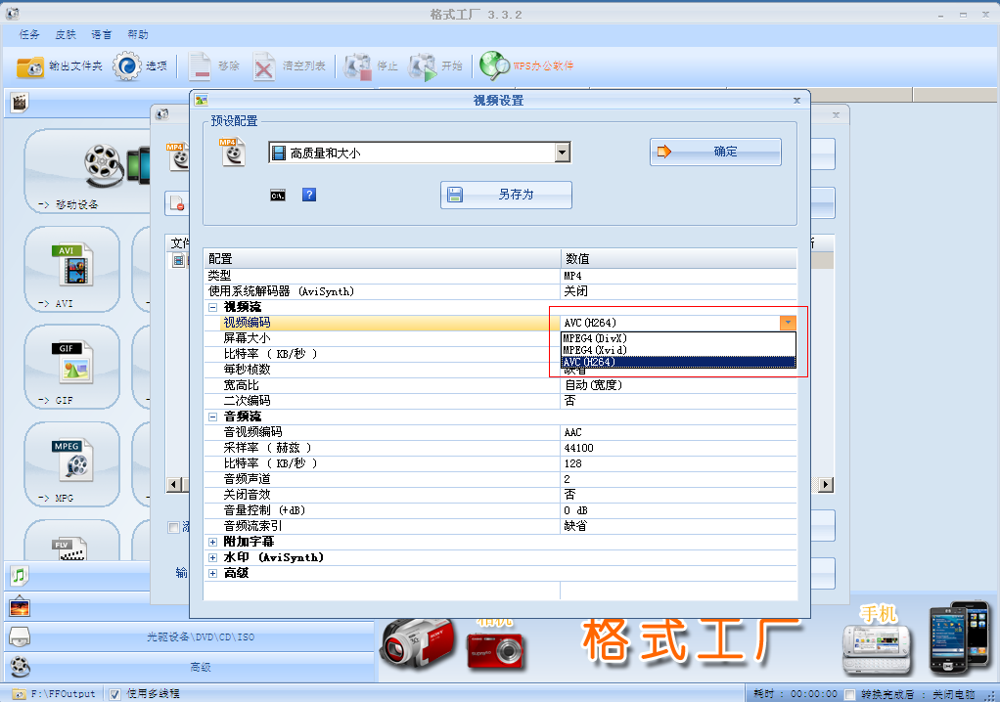 格式工厂 3.3.2
任务 皮肤 语言 帮助
输出文件夹 选项 移除 清空列表 停止 开始 WPS办公软件
视频设置
预设配置
MP4 高质量和大小 确定
另存为
MP4
-> 移动设备
文件
AVI
-> AVI
GIF
-> GIF
MPEG
-> MPG
FLV
配置 数值
类型 MP4
使用系统解码器 (AviSynth) 关闭
视频流
视频编码 AVC(H264)
MPEG4(DivX)
MPEG4(Xvid)
AVC(H264)
屏幕大小
比特率 ( KB/秒 )
每秒桢数 缺省
宽高比 自动(宽度)
二次编码 否
音频流
音视频编码 AAC
采样率 ( 赫兹 ) 44100
比特率 ( KB/秒 ) 128
音频声道 2
关闭音效 否
音量控制 (+dB) 0 dB
音频流索引 缺省
附加字幕
水印 (AviSynth)
高级
输
光驱设备\DVD\CD\ISO
高级
相机
格式工厂
手机
F:\FFOutput 使用多线程 耗时 : 00:00:00 转换完成后 : 关闭电脑